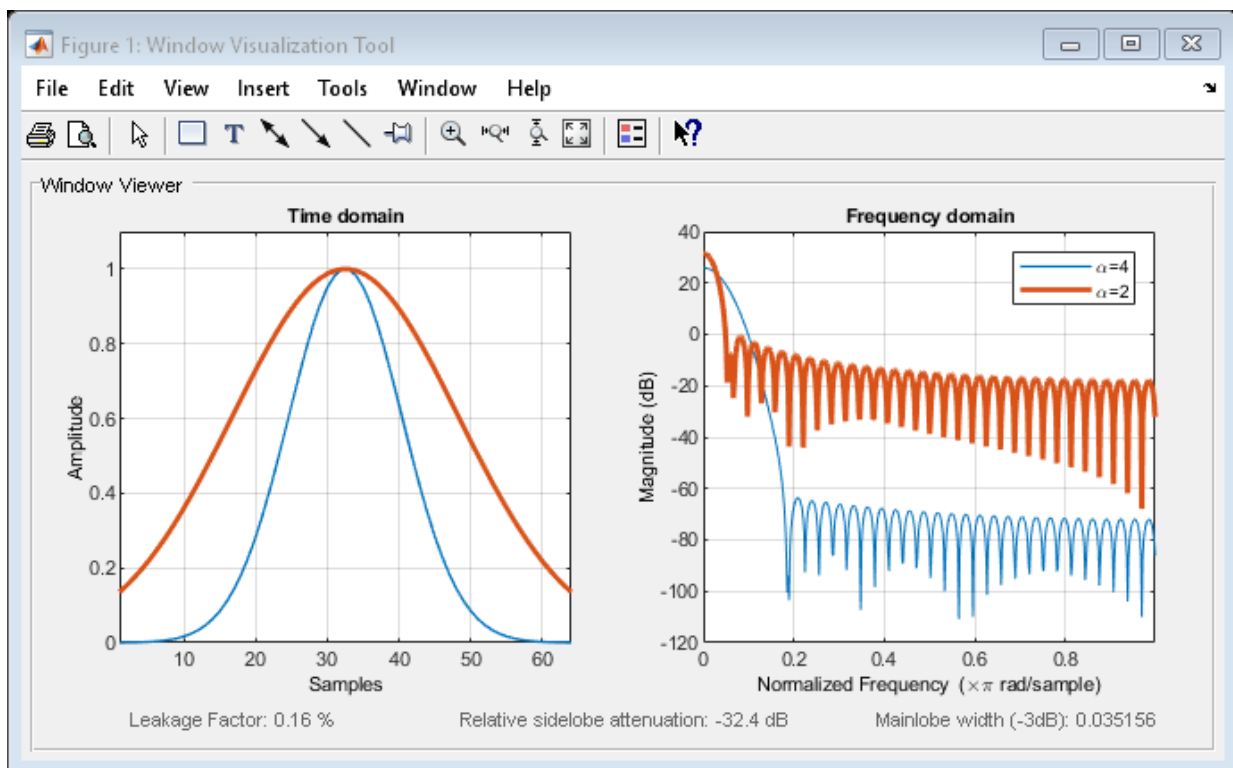 Figure 1: Window Visualization Tool
File Edit View Insert Tools Window Help
T
?
Window Viewer
Time domain
1
0.8
0.6
0.4
0.2
0
10 20 30 40 50 60
Amplitude
Samples
Frequency domain
α=4
α=2
40
20
0
-20
-40
-60
-80
-100
-120
0 0.2 0.4 0.6 0.8
Magnitude (dB)
Normalized Frequency (×π rad/sample)
Leakage Factor: 0.16 % Relative sidelobe attenuation: -32.4 dB Mainlobe width (-3dB): 0.035156